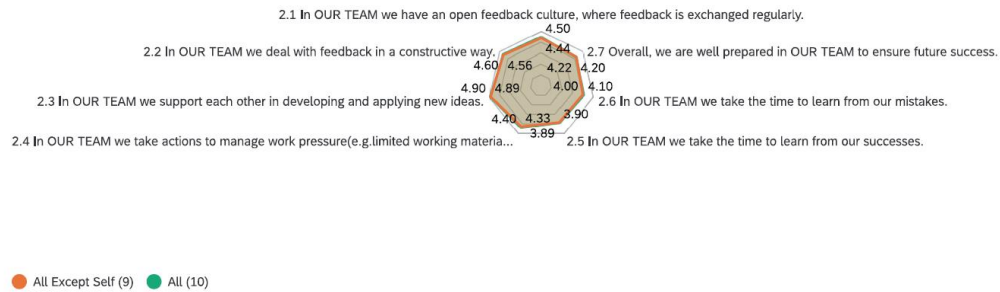 2.1 In OUR TEAM we have an open feedback culture, where feedback is exchanged regularly.
4.50
4.44
2.2 In OUR TEAM we deal with feedback in a constructive way.
2.7 Overall, we are well prepared in OUR TEAM to ensure future success.
4.60 4.56 4.22 4.20
4.90 4.89 4.00 4.10
2.3 In OUR TEAM we support each other in developing and applying new ideas.
2.6 In OUR TEAM we take the time to learn from our mistakes.
4.40 4.33 3.90
3.89
2.4 In OUR TEAM we take actions to manage work pressure(e.g.limited working materia...
2.5 In OUR TEAM we take the time to learn from our successes.
All Except Self (9) All (10)